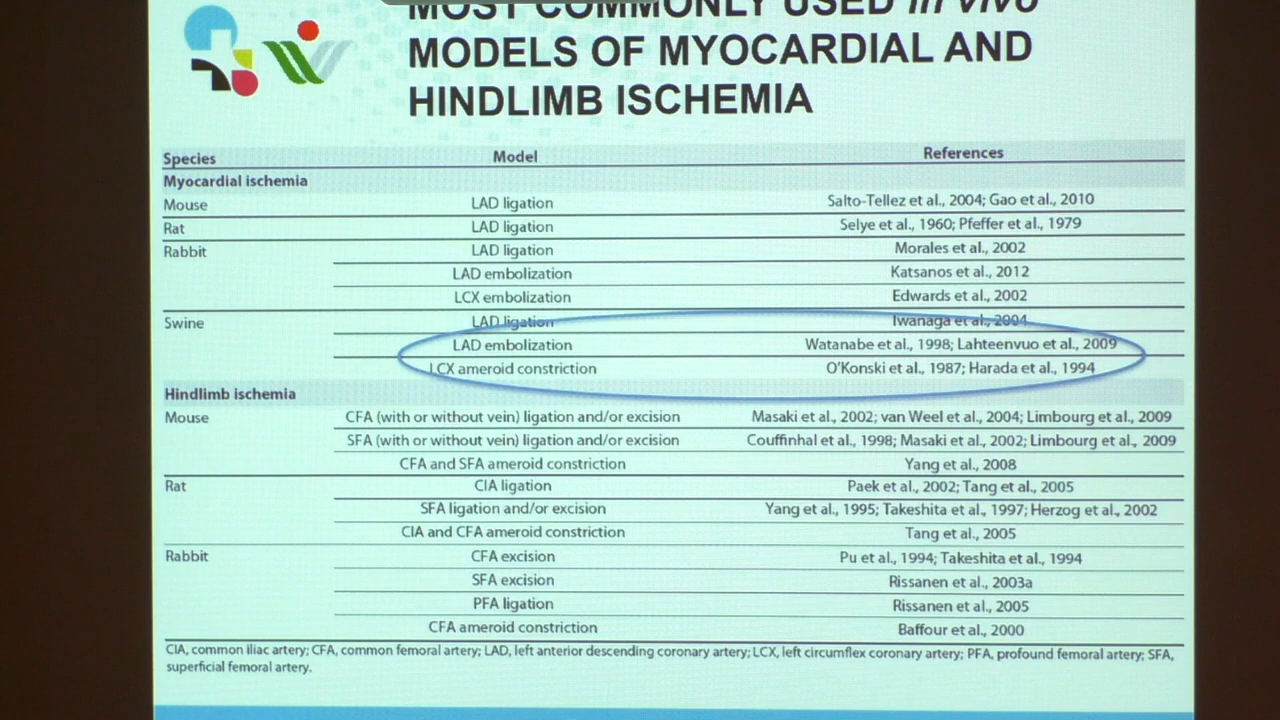 MOST COMMONLY USED in vivo
MODELS OF MYOCARDIAL AND
HINDLIMB ISCHEMIA
Species Model References
Myocardial ischemia
Mouse LAD ligation Salto-Tellez et al., 2004; Gao et al., 2010
Rat LAD ligation Selye et al., 1960; Pfeffer et al., 1979
Rabbit LAD ligation Morales et al., 2002
LAD embolization Katsanos et al., 2012
LCX embolization Edwards et al., 2002
Swine LAD ligation Iwanaga et al., 2004
LAD embolization Watanabe et al., 1998; Lahteenvuo et al., 2009
LCX ameroid constriction O'Konski et al., 1987; Harada et al., 1994
Hindlimb ischemia
Mouse CFA (with or without vein) ligation and/or excision Masaki et al., 2002; van Weel et al., 2004; Limbourg et al., 2009
SFA (with or without vein) ligation and/or excision Couffinhal et al., 1998; Masaki et al., 2002; Limbourg et al., 2009
CFA and SFA ameroid constriction Yang et al., 2008
Rat CIA ligation Paek et al., 2002; Tang et al., 2005
SFA ligation and/or excision Yang et al., 1995; Takeshita et al., 1997; Herzog et al., 2002
CIA and CFA ameroid constriction Tang et al., 2005
Rabbit CFA excision Pu et al., 1994; Takeshita et al., 1994
SFA excision Rissanen et al., 2003a
PFA ligation Rissanen et al., 2005
CFA ameroid constriction Baffour et al., 2000
CIA, common iliac artery; CFA, common femoral artery; LAD, left anterior descending coronary artery; LCX, left circumflex coronary artery; PFA, profound femoral artery; SFA,
superficial femoral artery.